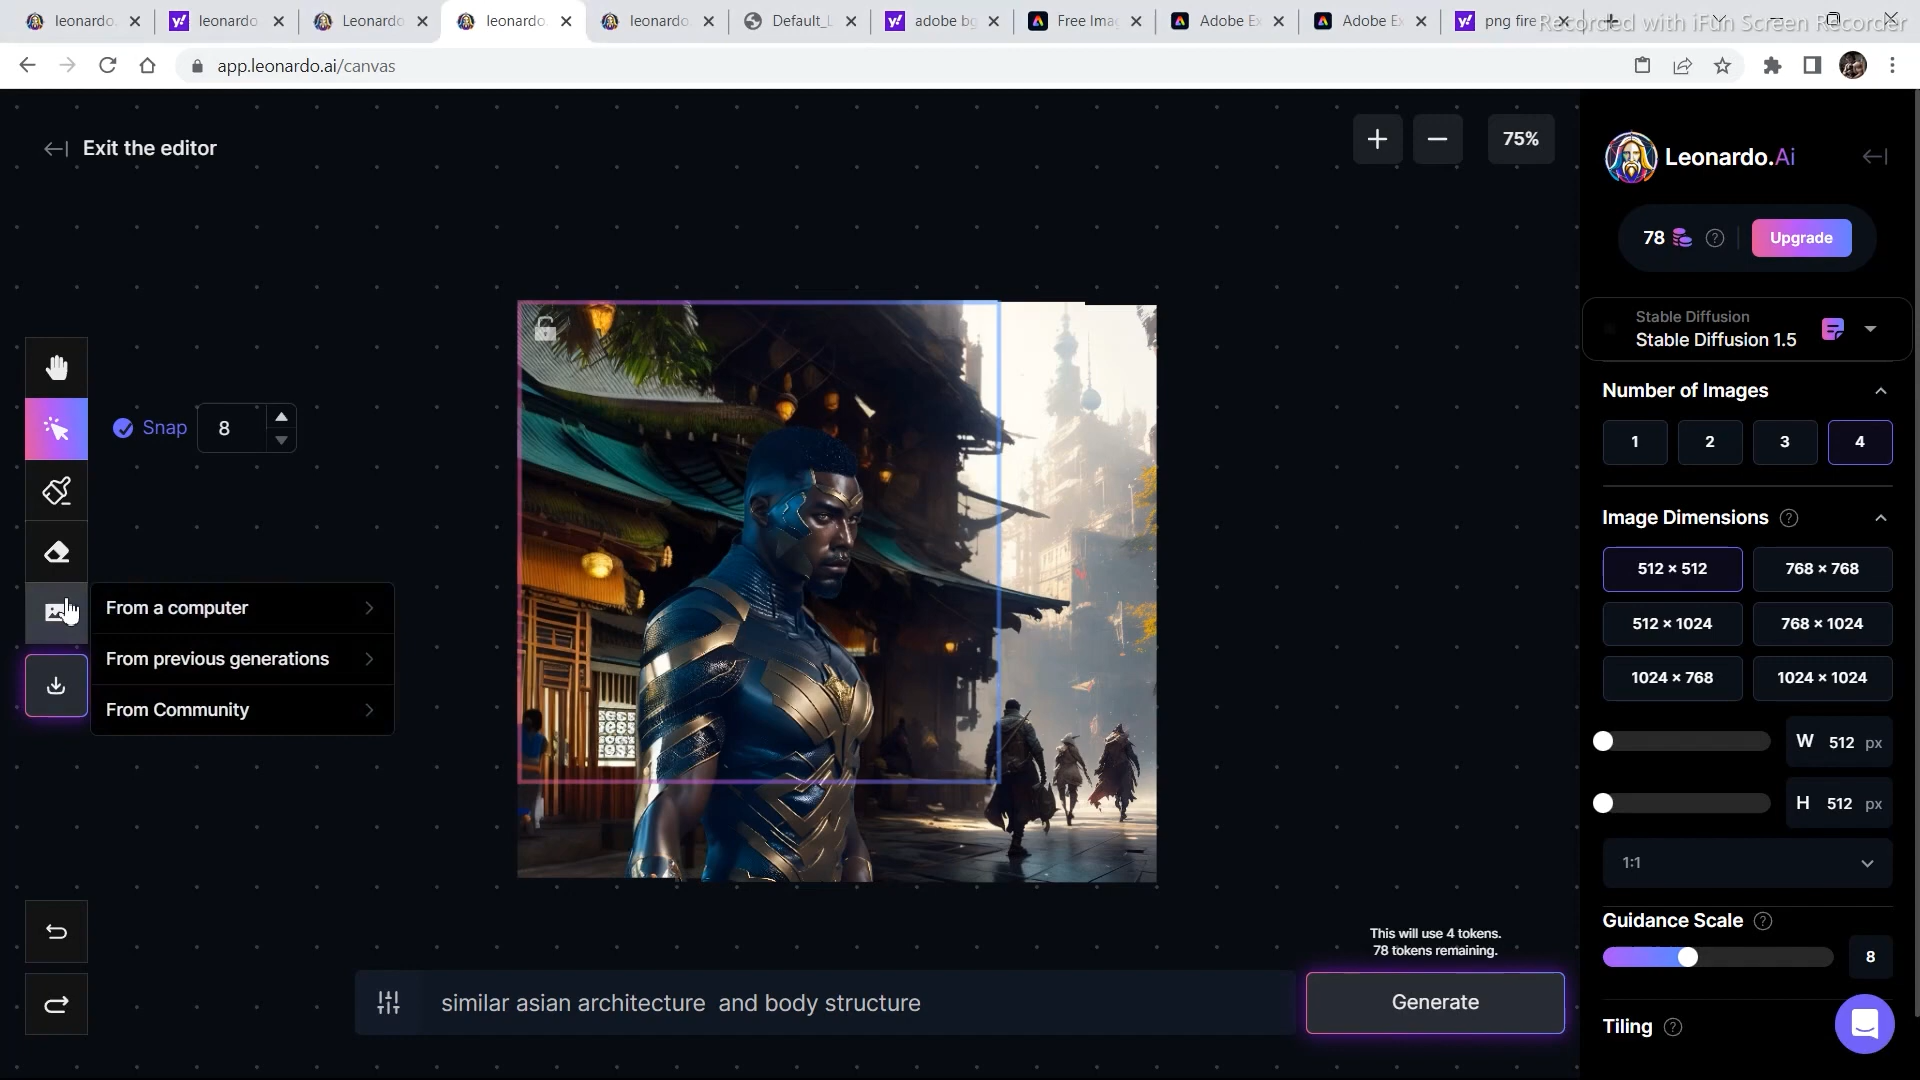 leonardo.
leonardo
Leonardo
leonardo.
leonardo
Default_L
adobe bg
Free Imag
Adobe Ex
Adobe Ex
png fire
Recorded with iFun Screen Recorder
app.leonardo.ai/canvas
Exit the editor
75%
Leonardo.Ai
78
Upgrade
Stable Diffusion
Stable Diffusion 1.5
Number of Images
1 2 3 4
Image Dimensions
512 × 512 768 × 768
512 × 1024 768 × 1024
1024 × 768 1024 × 1024
W 512 px
H 512 px
1:1
Guidance Scale
8
Tiling
Snap 8
From a computer
From previous generations
From Community
This will use 4 tokens.
78 tokens remaining.
similar asian architecture  and body structure
Generate